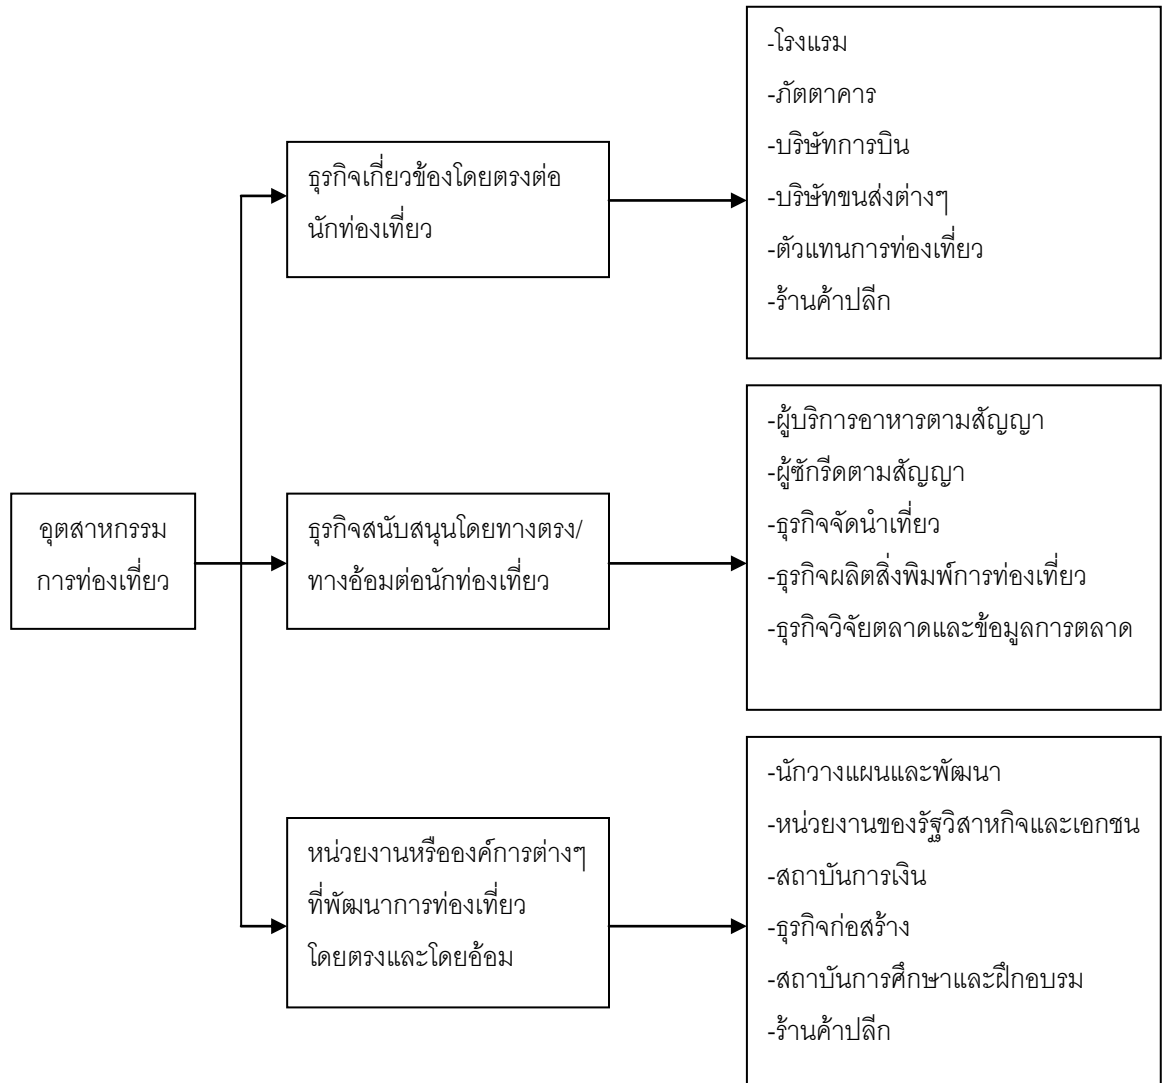 อุตสาหกรรม
การท่องเที่ยว
ธุรกิจเกี่ยวข้องโดยตรงต่อ
นักท่องเที่ยว
-โรงแรม
-ภัตตาคาร
-บริษัทการบิน
-บริษัทขนส่งต่างๆ
-ตัวแทนการท่องเที่ยว
-ร้านค้าปลีก
ธุรกิจสนับสนุนโดยทางตรง/
ทางอ้อมต่อนักท่องเที่ยว
-ผู้บริการอาหารตามสัญญา
-ผู้ซักรีดตามสัญญา
-ธุรกิจจัดนำเที่ยว
-ธุรกิจผลิตสิ่งพิมพ์การท่องเที่ยว
-ธุรกิจวิจัยตลาดและข้อมูลการตลาด
หน่วยงานหรือองค์การต่างๆ
ที่พัฒนาการท่องเที่ยว
โดยตรงและโดยอ้อม
-นักวางแผนและพัฒนา
-หน่วยงานของรัฐวิสาหกิจและเอกชน
-สถาบันการเงิน
-ธุรกิจก่อสร้าง
-สถาบันการศึกษาและฝึกอบรม
-ร้านค้าปลีก